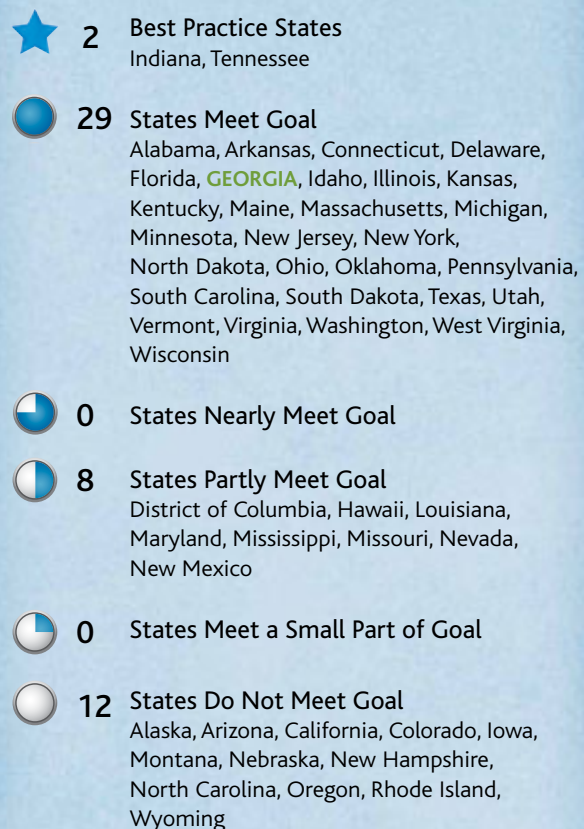 2 Best Practice States
Indiana, Tennessee
29 States Meet Goal
Alabama, Arkansas, Connecticut, Delaware,
Florida, GEORGIA, Idaho, Illinois, Kansas,
Kentucky, Maine, Massachusetts, Michigan,
Minnesota, New Jersey, New York,
North Dakota, Ohio, Oklahoma, Pennsylvania,
South Carolina, South Dakota, Texas, Utah,
Vermont, Virginia, Washington, West Virginia,
Wisconsin
0 States Nearly Meet Goal
8 States Partly Meet Goal
District of Columbia, Hawaii, Louisiana,
Maryland, Mississippi, Missouri, Nevada,
New Mexico
0 States Meet a Small Part of Goal
12 States Do Not Meet Goal
Alaska, Arizona, California, Colorado, Iowa,
Montana, Nebraska, New Hampshire,
North Carolina, Oregon, Rhode Island,
Wyoming